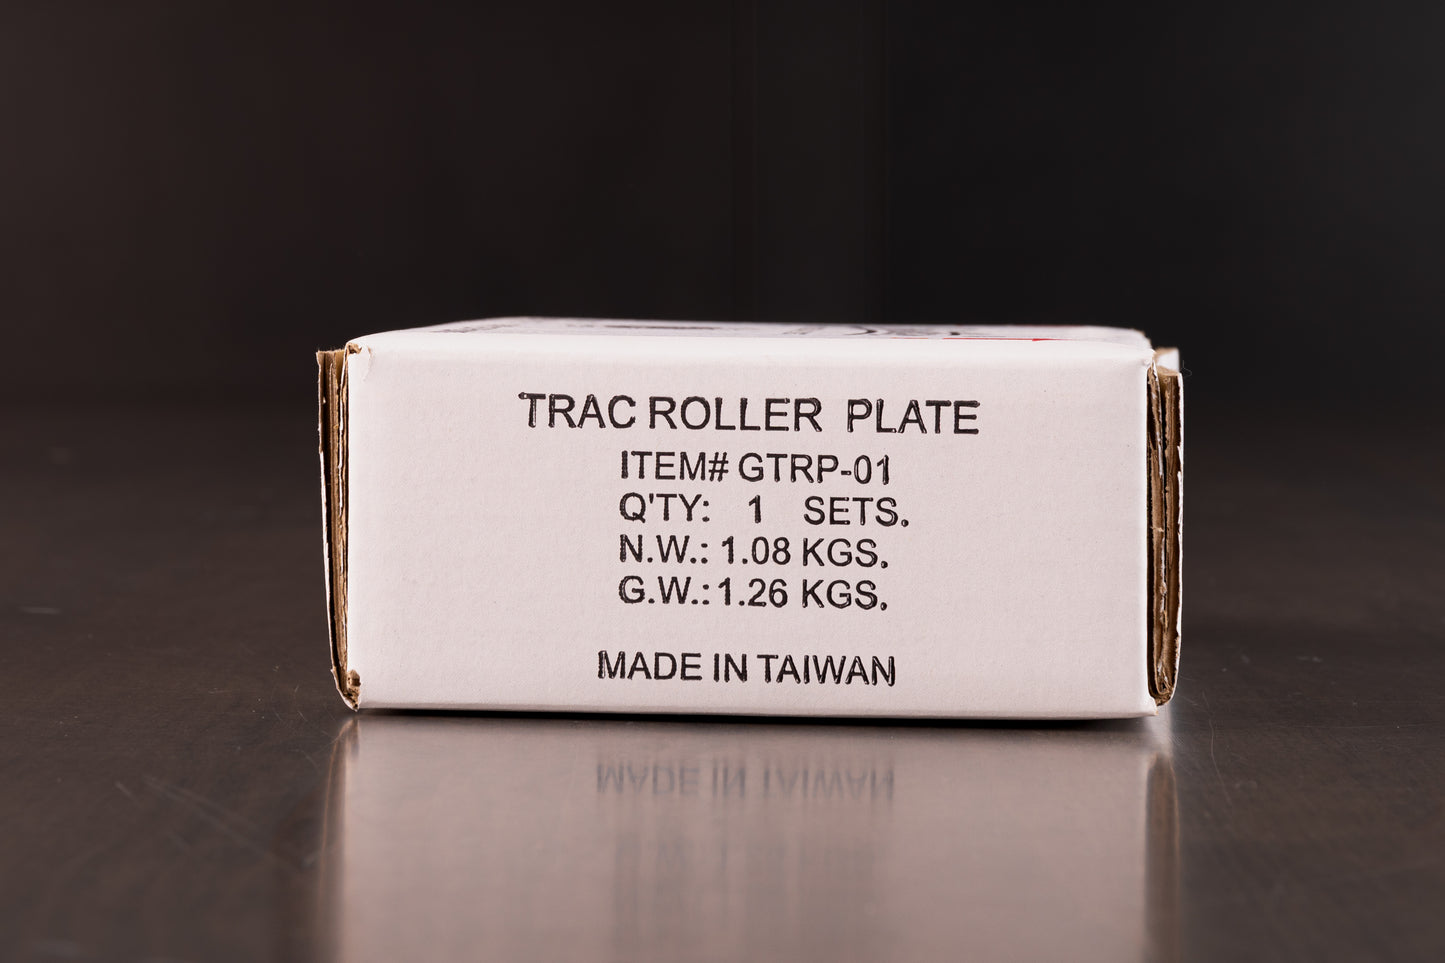 TRAC ROLLER PLATE
ITEM# GTRP-01
Q'TY: 1 SETS.
N.W.: 1.08 KGS.
G.W.: 1.26 KGS.
MADE IN TAIWAN